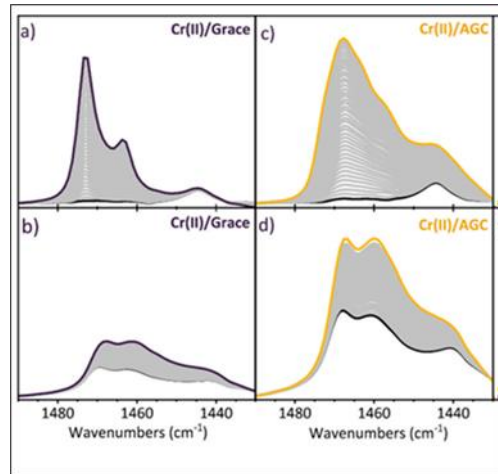 a) Cr(II)/Grace
c) Cr(II)/AGC
b) Cr(II)/Grace
d) Cr(II)/AGC
1480 1460 1440 1480 1460 1440
Wavenumbers (cm⁻¹) Wavenumbers (cm⁻¹)